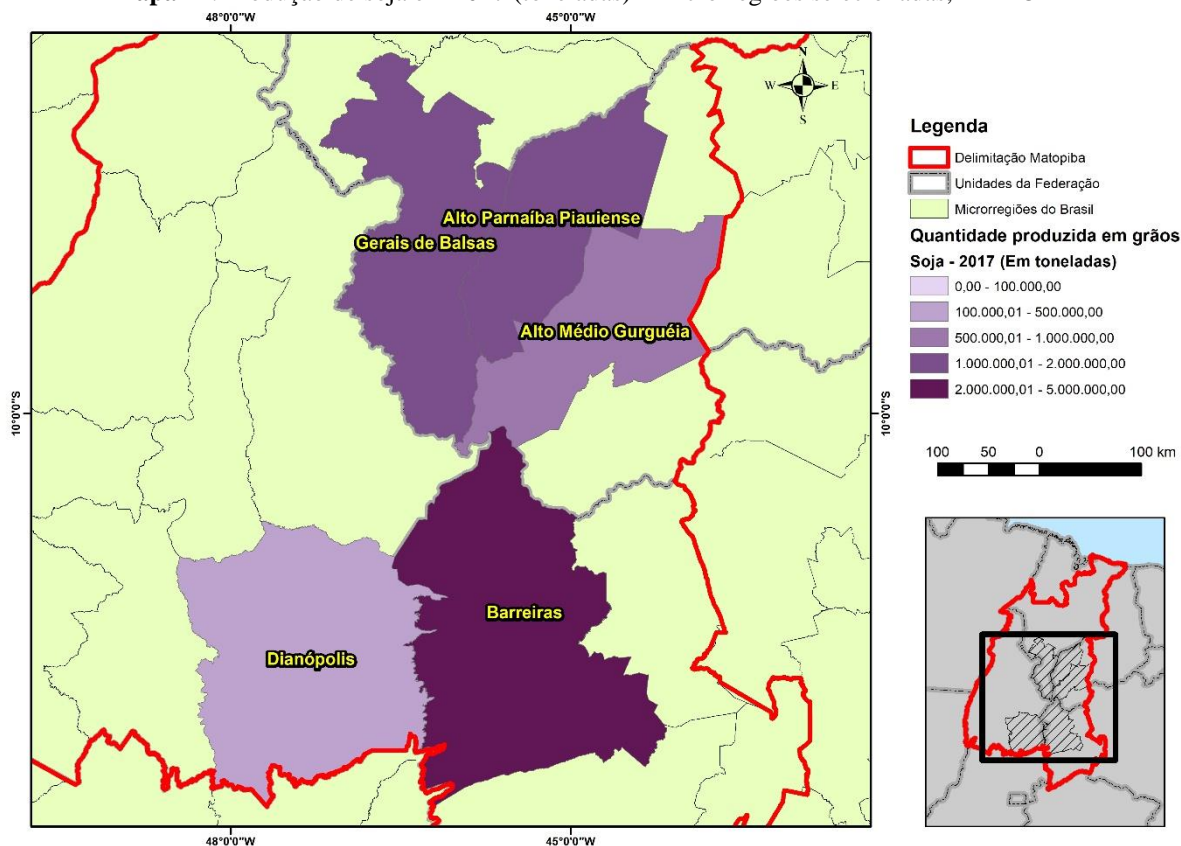 48°0'0"W 45°0'0"W
N
W E
S
Alto Parnaíba Piauiense
Gerais de Balsas
Alto Médio Gurguéia
10°0'0"S 10°0'0"S
Barreiras
Dianópolis
48°0'0"W 45°0'0"W
Legenda
Delimitação Matopiba
Unidades da Federação
Microrregiões do Brasil
Quantidade produzida em grãos
Soja - 2017 (Em toneladas)
0,00 - 100.000,00
100.000,01 - 500.000,00
500.000,01 - 1.000.000,00
1.000.000,01 - 2.000.000,00
2.000.000,01 - 5.000.000,00
100 50 0 100 km